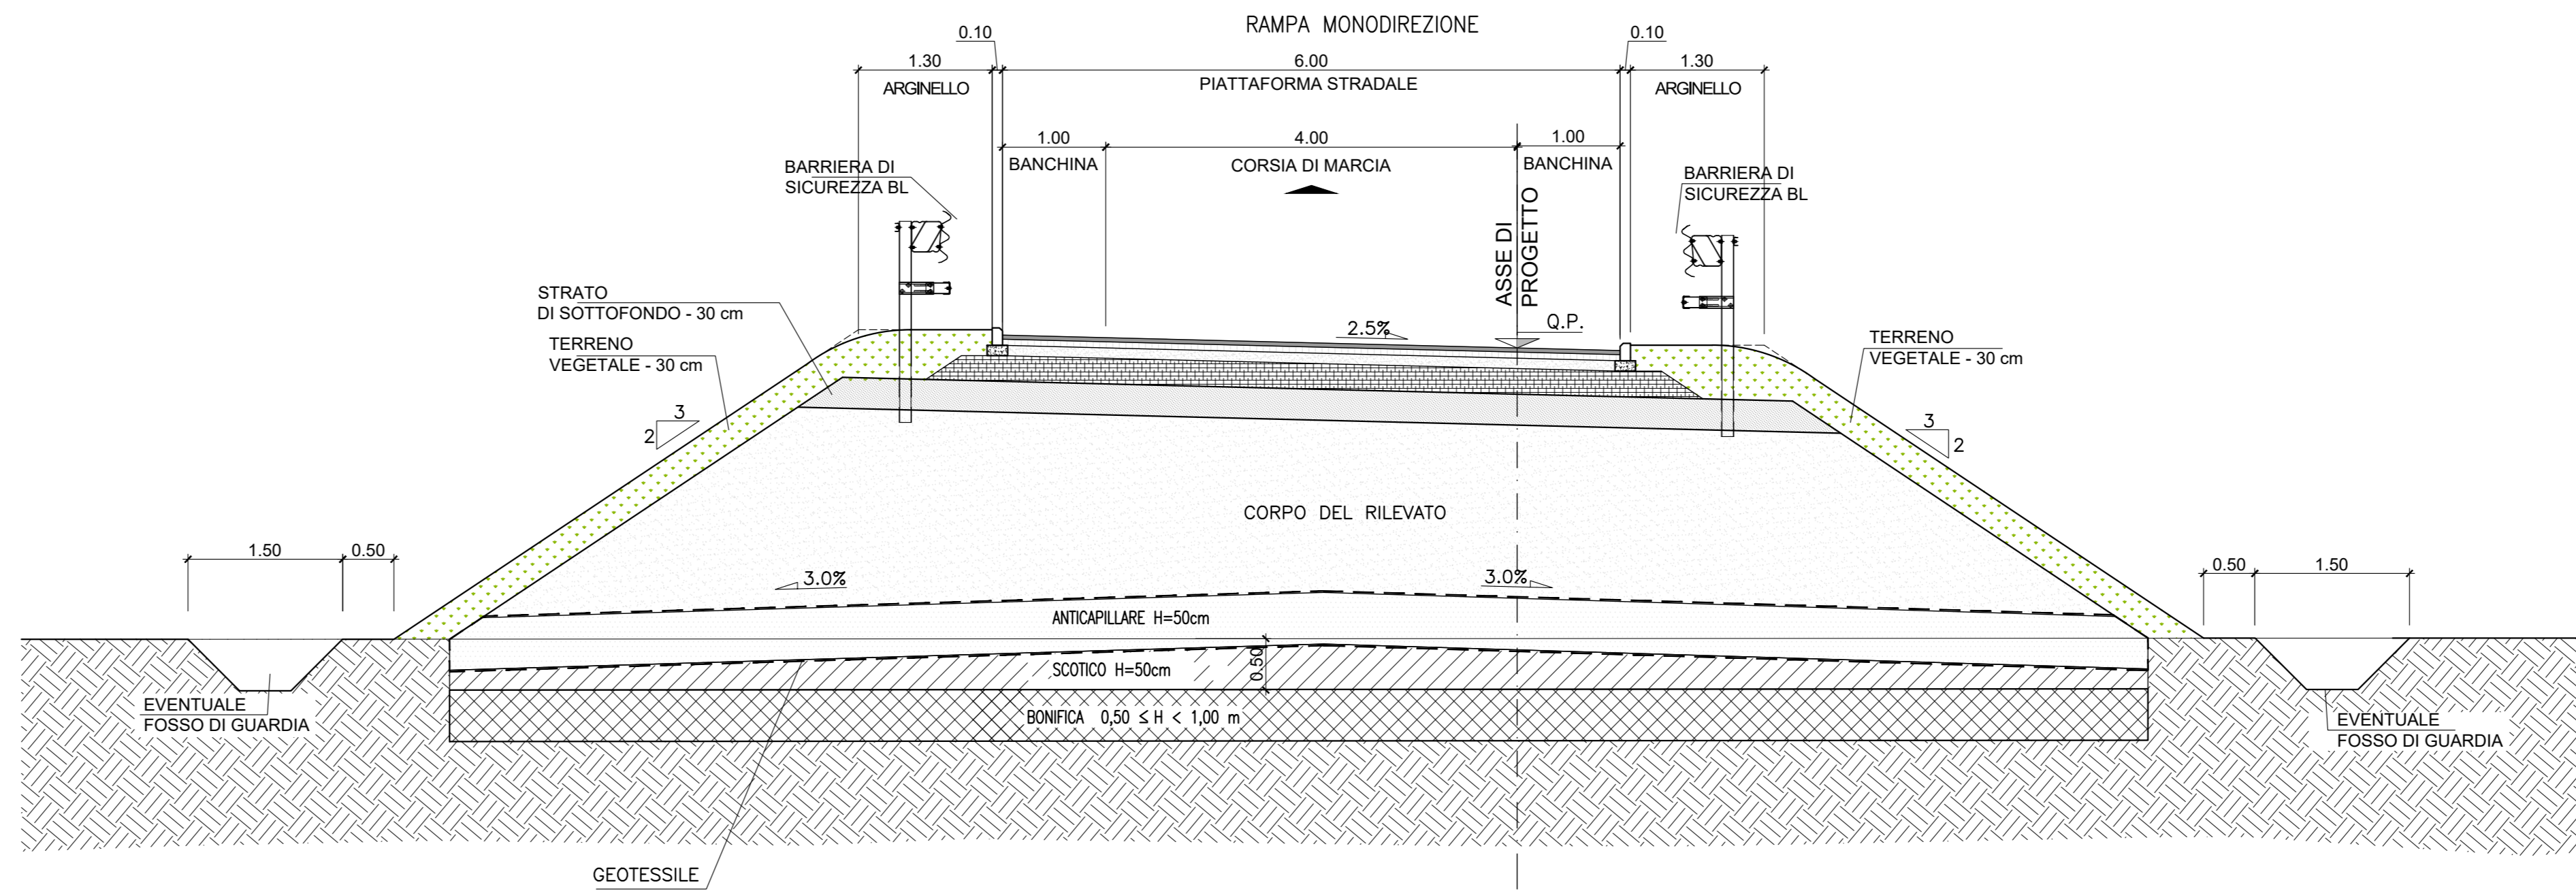 RAMPA MONODIREZIONE
0.10
0.10
1.30
6.00
1.30
ARGINELLO
PIATTAFORMA STRADALE
ARGINELLO
1.00
4.00
1.00
BANCHINA
CORSIA DI MARCIA
BANCHINA
BARRIERA DI
SICUREZZA BL
BARRIERA DI
SICUREZZA BL
ASSE DI
PROGETTO
STRATO
DI SOTTOFONDO - 30 cm
2.5%
Q.P.
TERRENO
VEGETALE - 30 cm
TERRENO
VEGETALE - 30 cm
3
2
3
2
CORPO DEL RILEVATO
1.50
0.50
0.50
1.50
3.0%
3.0%
ANTICAPILLARE H=50cm
SCOTICO H=50cm
0.50
BONIFICA 0,50 ≤ H < 1,00 m
EVENTUALE
FOSSO DI GUARDIA
EVENTUALE
FOSSO DI GUARDIA
GEOTESSILE